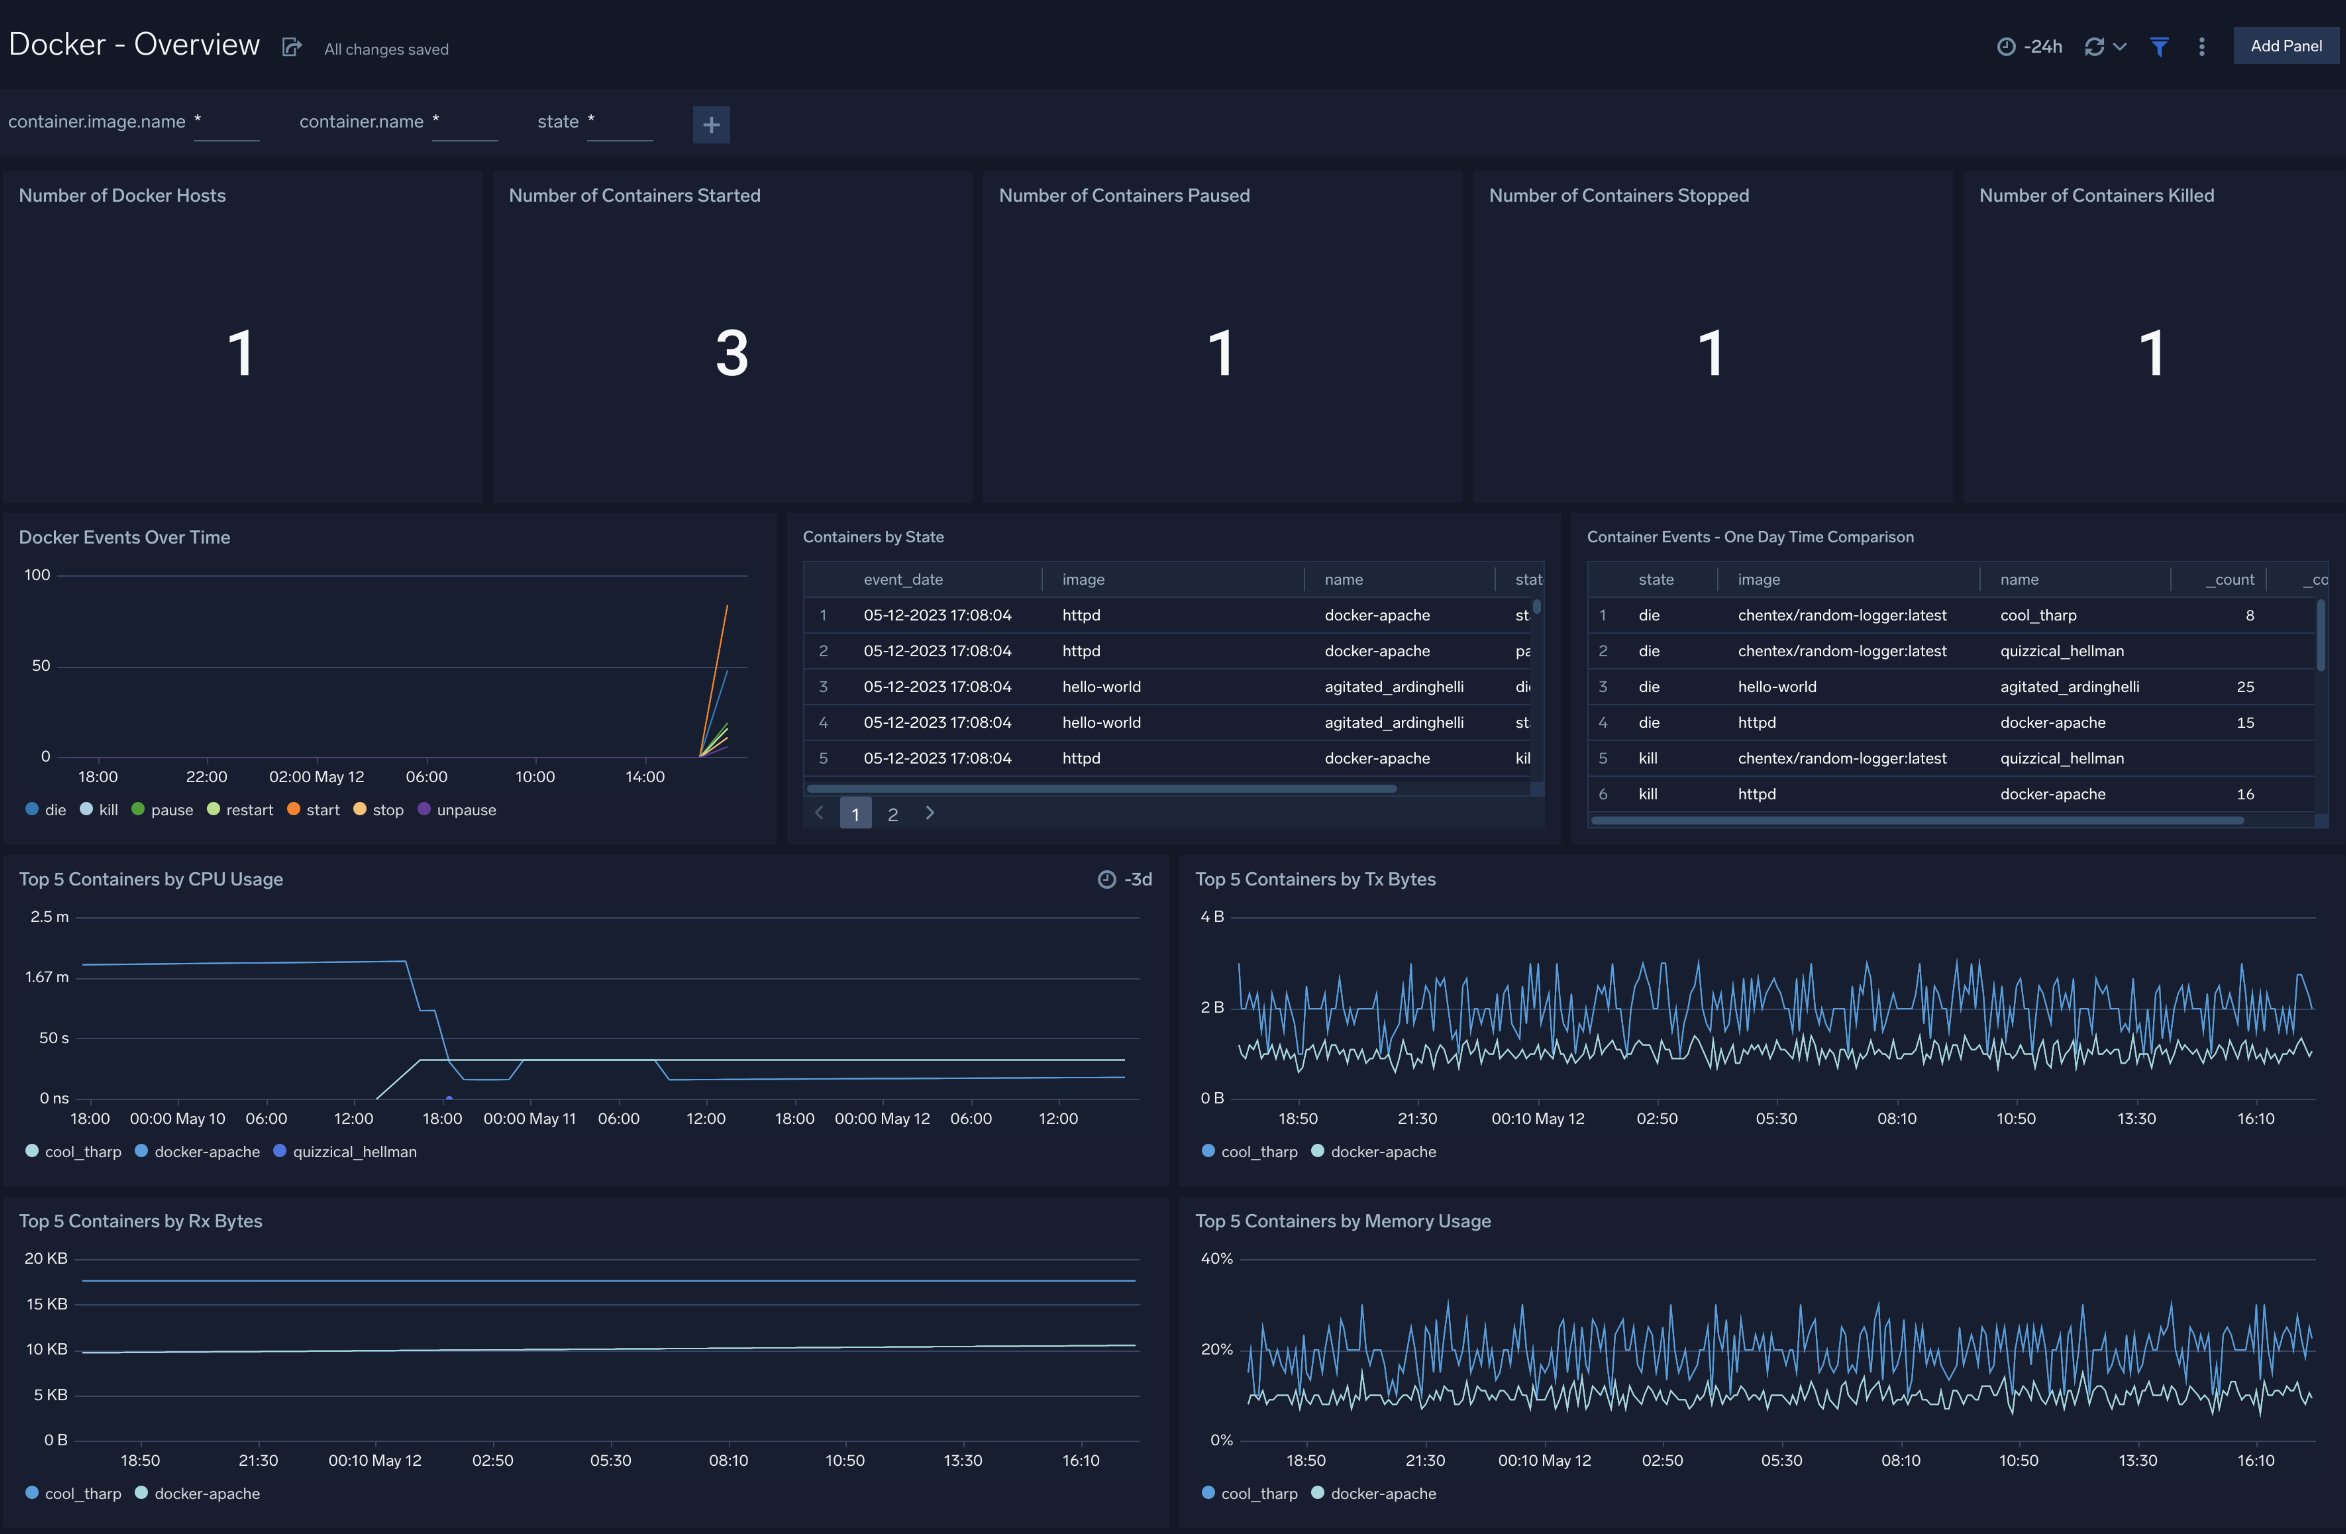 Docker - Overview All changes saved -24h Add Panel
container.image.name * container.name * state * +
Number of Docker Hosts
1
Number of Containers Started
3
Number of Containers Paused
1
Number of Containers Stopped
1
Number of Containers Killed
1
Docker Events Over Time
100
50
0
18:00 22:00 02:00 May 12 06:00 10:00 14:00
die kill pause restart start stop unpause
Containers by State
event_date image name stat
1 05-12-2023 17:08:04 httpd docker-apache st
2 05-12-2023 17:08:04 httpd docker-apache pa
3 05-12-2023 17:08:04 hello-world agitated_ardinghelli di
4 05-12-2023 17:08:04 hello-world agitated_ardinghelli st
5 05-12-2023 17:08:04 httpd docker-apache kil
1 2
Container Events - One Day Time Comparison
state image name _count _co
1 die chentex/random-logger:latest cool_tharp 8
2 die chentex/random-logger:latest quizzical_hellman
3 die hello-world agitated_ardinghelli 25
4 die httpd docker-apache 15
5 kill chentex/random-logger:latest quizzical_hellman
6 kill httpd docker-apache 16
Top 5 Containers by CPU Usage -3d
2.5 m
1.67 m
50 s
0 ns
18:00 00:00 May 10 06:00 12:00 18:00 00:00 May 11 06:00 12:00 18:00 00:00 May 12 06:00 12:00
cool_tharp docker-apache quizzical_hellman
Top 5 Containers by Tx Bytes
4 B
2 B
0 B
18:50 21:30 00:10 May 12 02:50 05:30 08:10 10:50 13:30 16:10
cool_tharp docker-apache
Top 5 Containers by Rx Bytes
20 KB
15 KB
10 KB
5 KB
0 B
18:50 21:30 00:10 May 12 02:50 05:30 08:10 10:50 13:30 16:10
cool_tharp docker-apache
Top 5 Containers by Memory Usage
40%
20%
0%
18:50 21:30 00:10 May 12 02:50 05:30 08:10 10:50 13:30 16:10
cool_tharp docker-apache